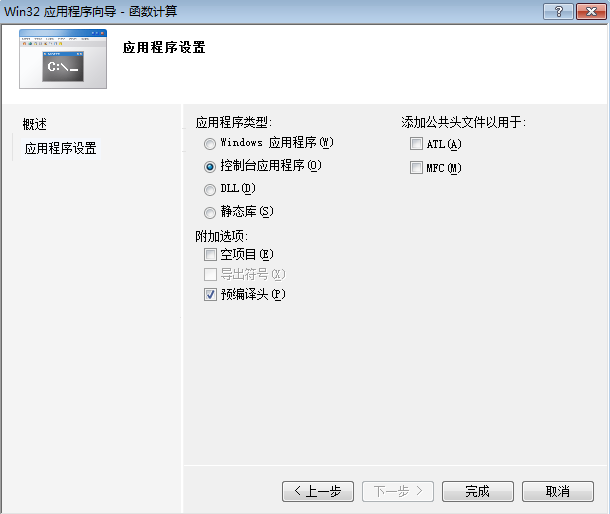 Win32 应用程序向导 - 函数计算
应用程序设置
C:\_
概述
应用程序设置
应用程序类型:
Windows 应用程序(W)
控制台应用程序(O)
DLL(D)
静态库(S)
附加选项:
空项目(E)
导出符号(X)
预编译头(P)
添加公共头文件以用于:
ATL(A)
MFC(M)
< 上一步
下一步 >
完成
取消